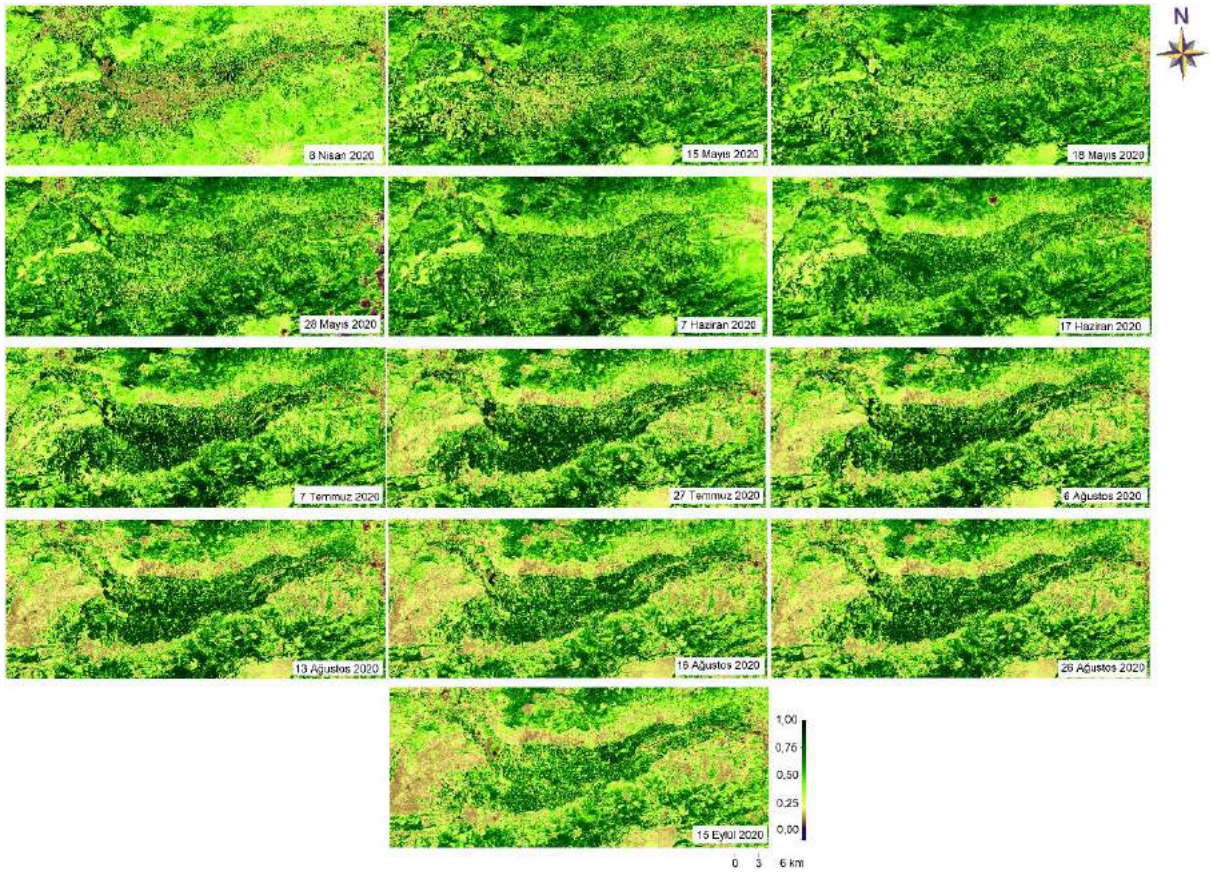 N
8 Nisan 2020
15 Mayıs 2020
18 Mayıs 2020
28 Mayıs 2020
7 Haziran 2020
17 Haziran 2020
7 Temmuz 2020
27 Temmuz 2020
6 Ağustos 2020
13 Ağustos 2020
16 Ağustos 2020
26 Ağustos 2020
1,00
0,75
0,50
0,25
0,00
15 Eylül 2020
0 3 6 km